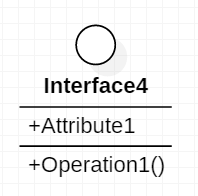 Interface4
+Attribute1
+Operation1()